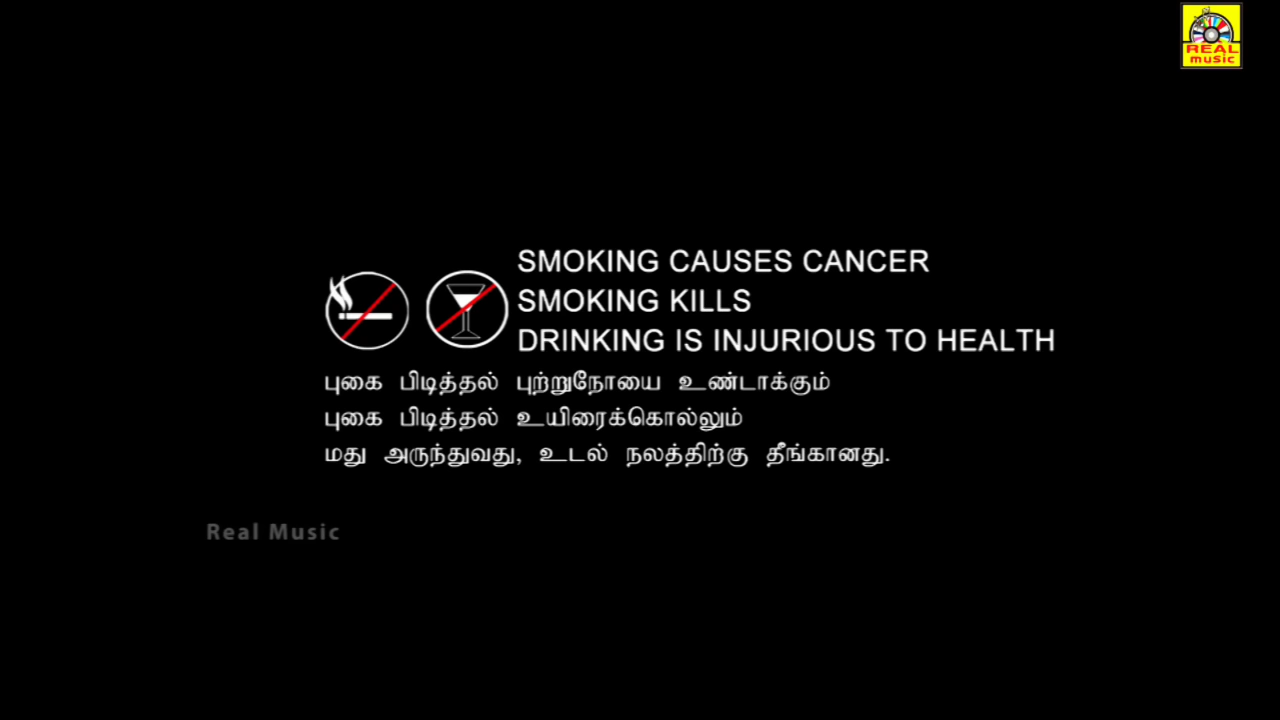 REAL
music
SMOKING CAUSES CANCER
SMOKING KILLS
DRINKING IS INJURIOUS TO HEALTH
புகை பிடித்தல் புற்றுநோயை உண்டாக்கும்
புகை பிடித்தல் உயிரைக்கொல்லும்
மது அருந்துவது, உடல் நலத்திற்கு தீங்கானது.
Real Music